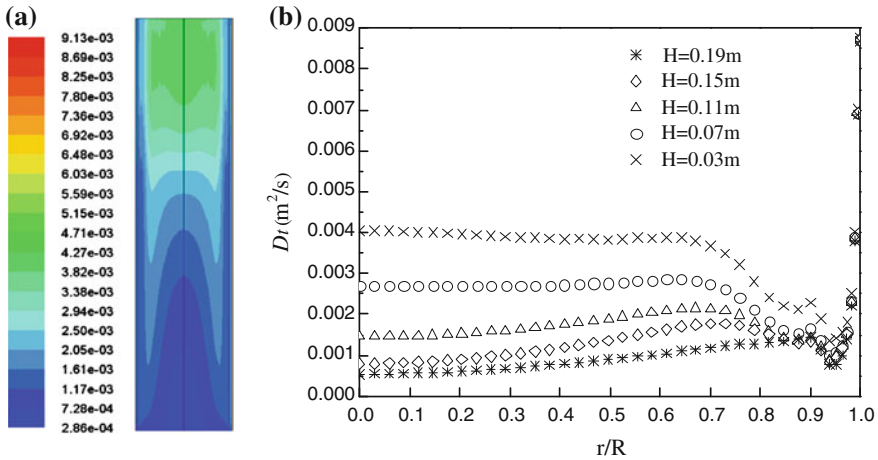 (a)
9.13e-03
8.69e-03
8.25e-03
7.80e-03
7.36e-03
6.92e-03
6.48e-03
6.03e-03
5.59e-03
5.15e-03
4.71e-03
4.27e-03
3.82e-03
3.38e-03
2.94e-03
2.50e-03
2.05e-03
1.61e-03
1.17e-03
7.28e-04
2.86e-04
(b)
0.009
0.008
0.007
0.006
0.005
0.004
0.003
0.002
0.001
0.000
Dt (m²/s)
H=0.19m
H=0.15m
H=0.11m
H=0.07m
H=0.03m
0.0 0.1 0.2 0.3 0.4 0.5 0.6 0.7 0.8 0.9 1.0
r/R